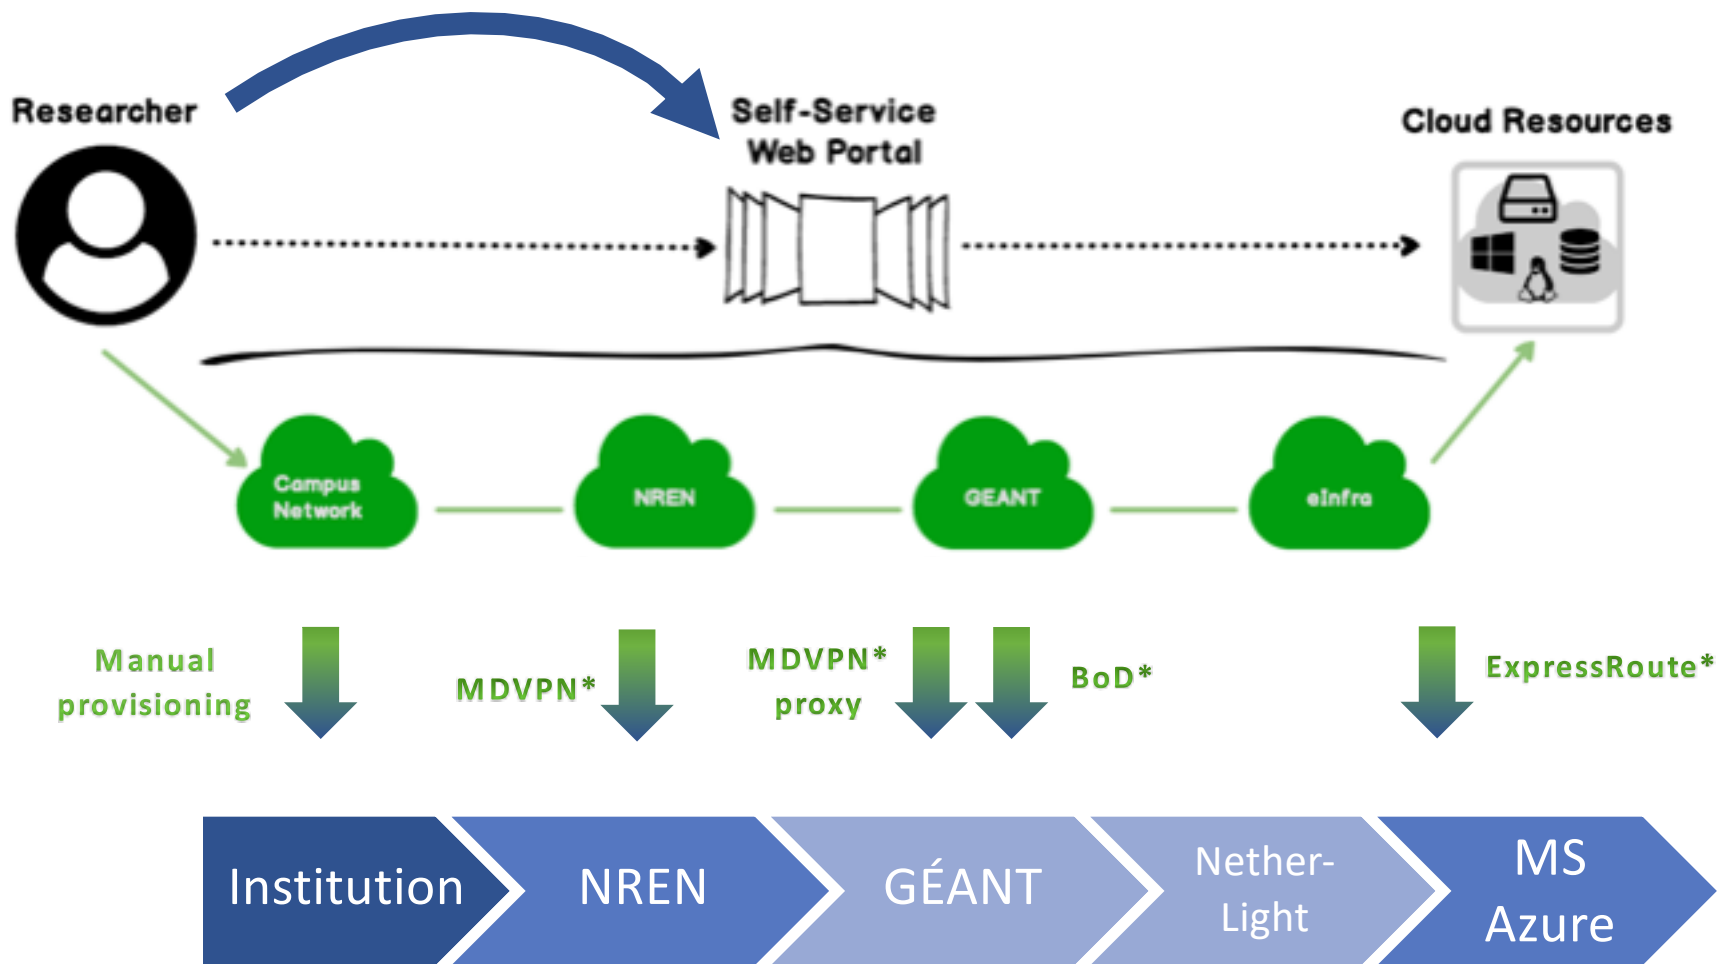 Researcher
Self-Service
Web Portal
Cloud Resources
Campus
Network
NREN
GEANT
eInfra
Manual
provisioning
MDVPN*
MDVPN*
proxy
BoD*
ExpressRoute*
Institution
NREN
GÉANT
Nether-
Light
MS
Azure